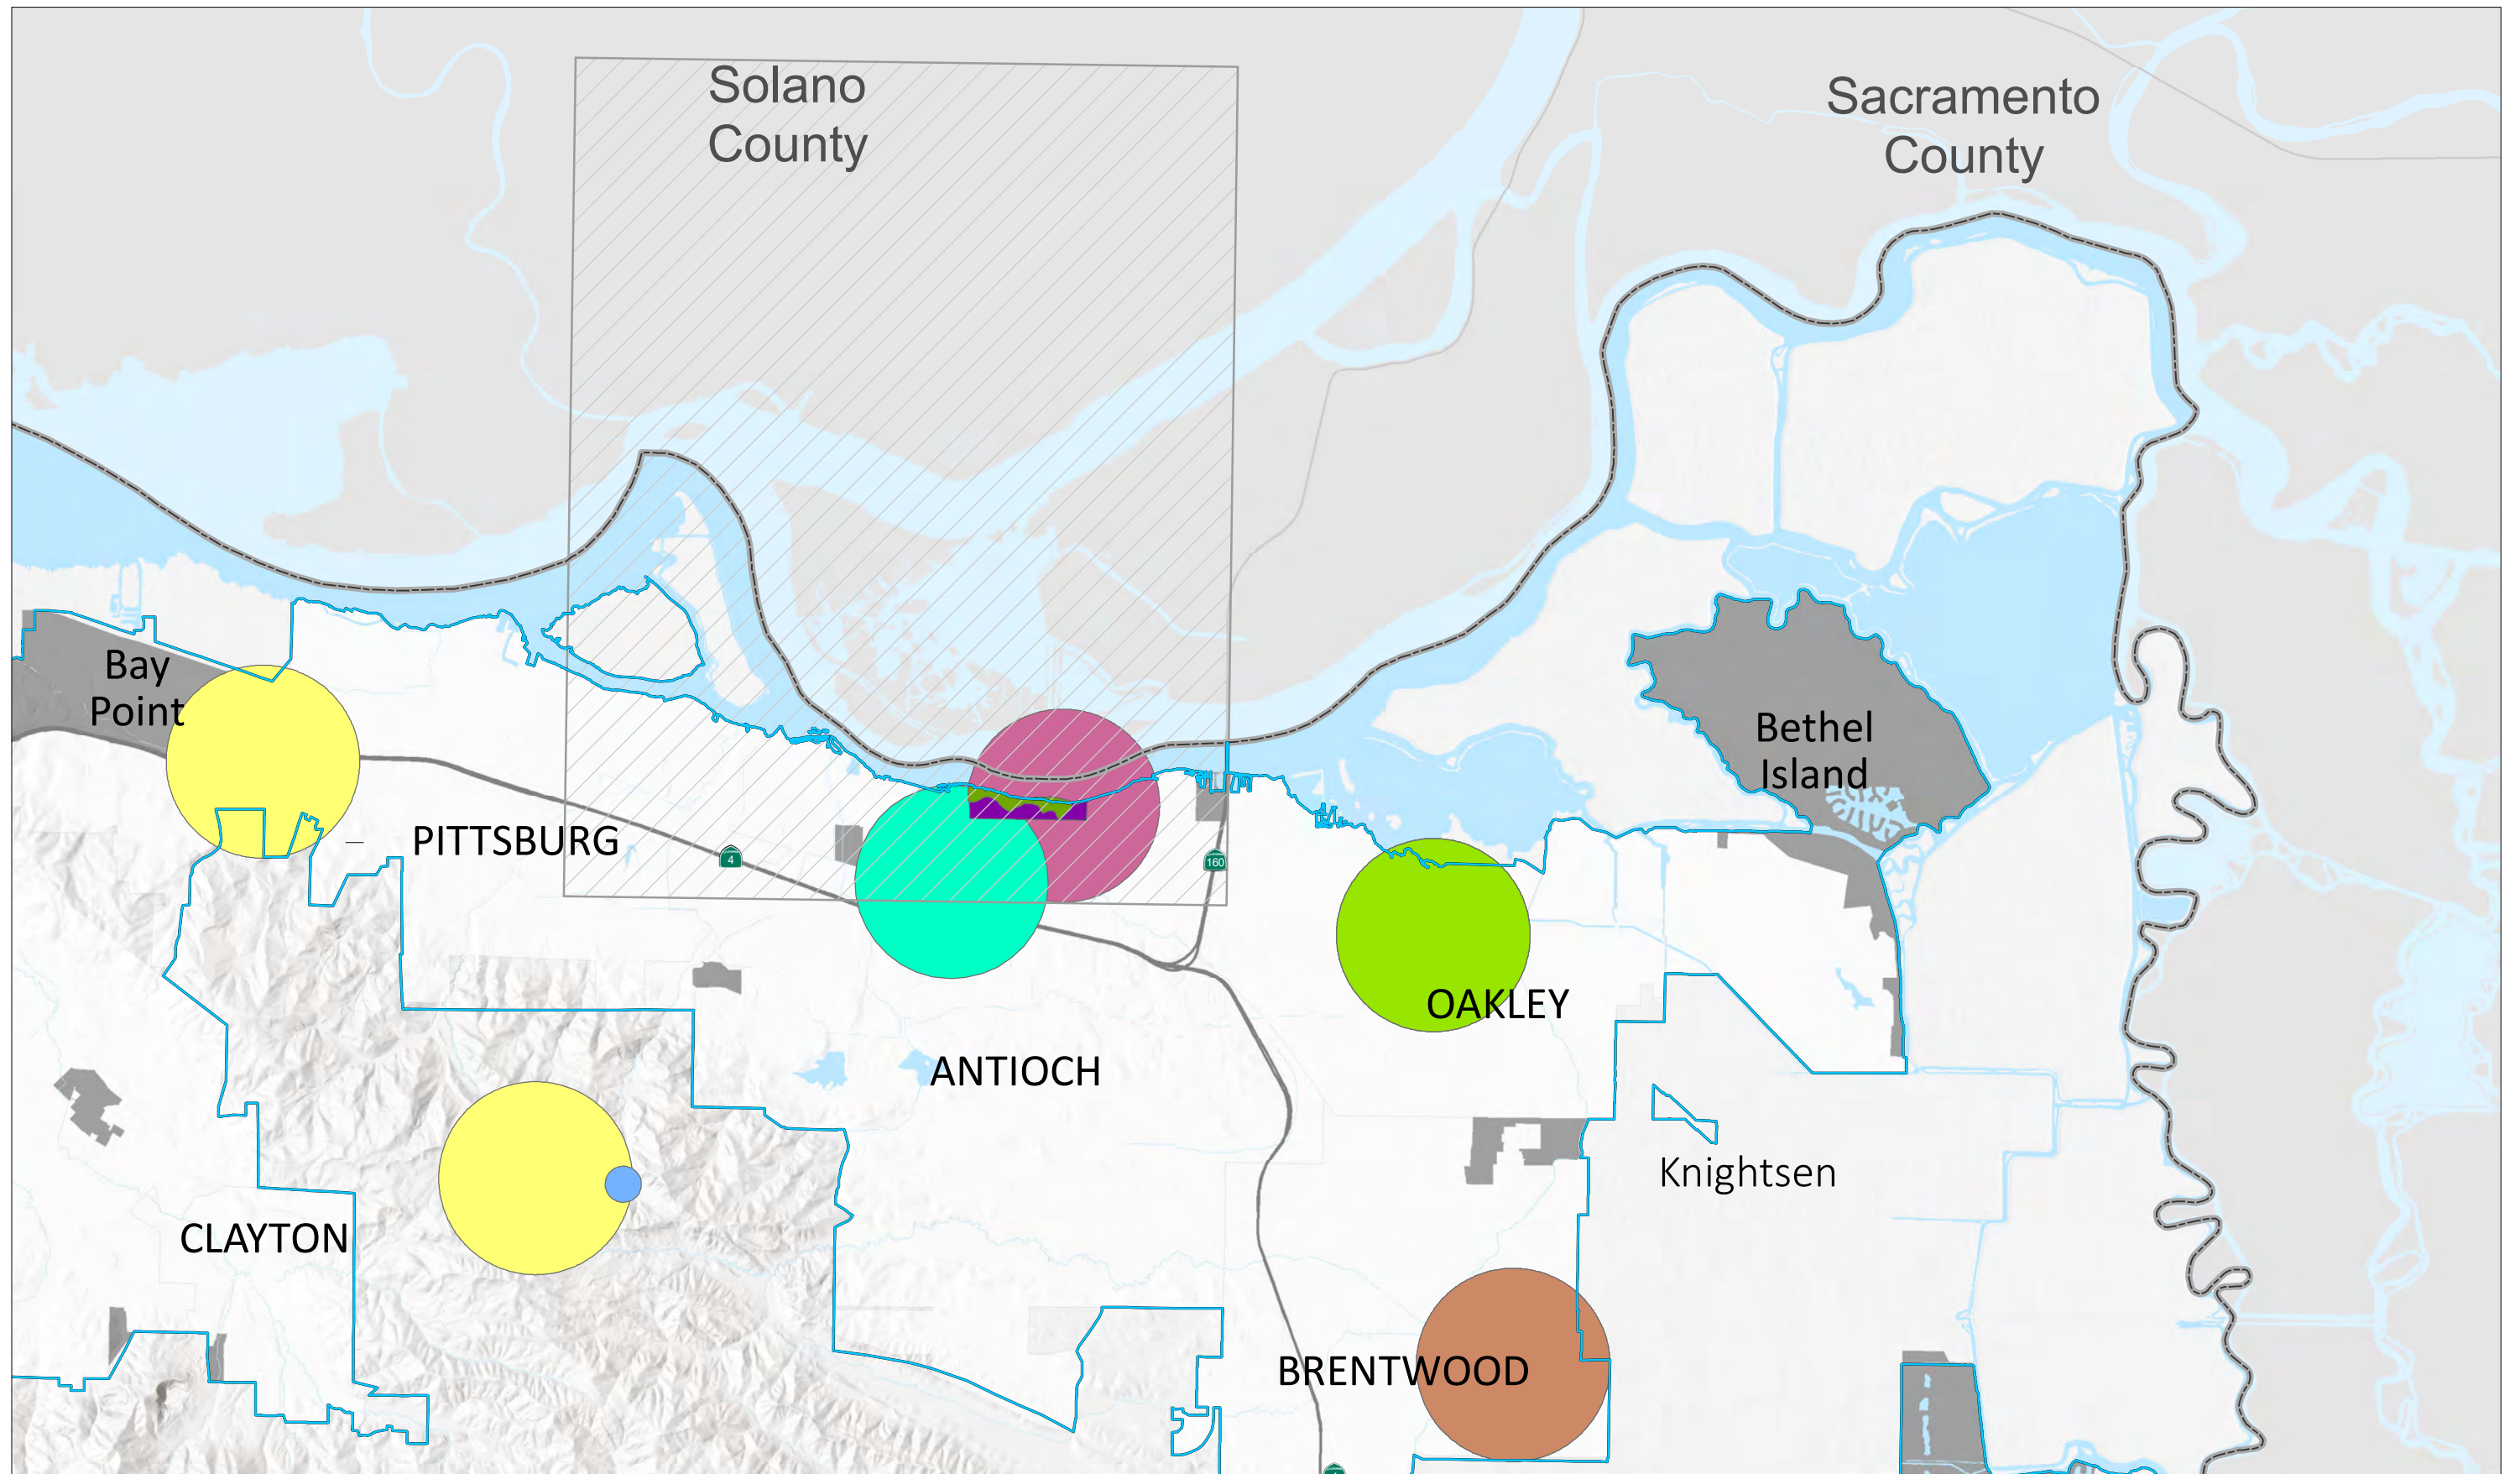 Solano
County
Sacramento
County
Bay
Point
Bethel
Island
PITTSBURG
4
160
OAKLEY
ANTIOCH
Knightsen
CLAYTON
BRENTWOOD